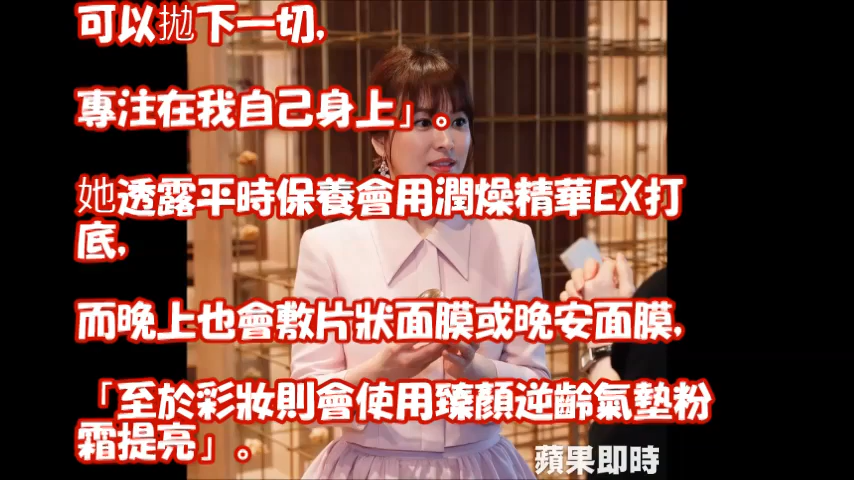 可以拋下一切,
專注在我自己身上」。
她透露平時保養會用潤燥精華EX打
底,
而晚上也會敷片狀面膜或晚安面膜,
「至於彩妝則會使用臻顏逆齡氣墊粉
霜提亮」。
蘋果即時